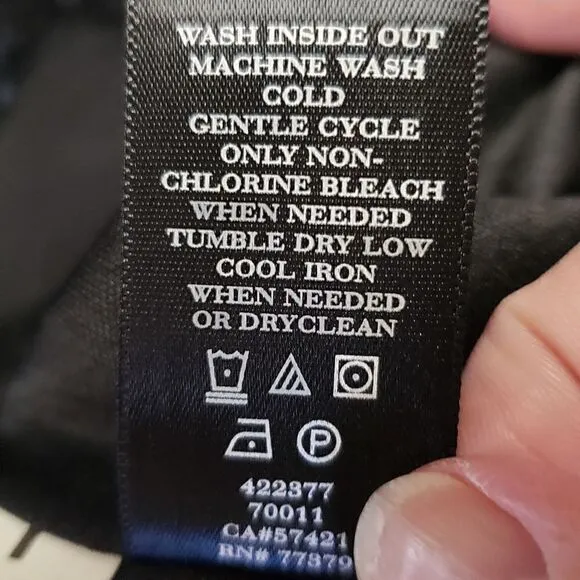 WASH INSIDE OUT
MACHINE WASH
COLD
GENTLE CYCLE
ONLY NON-
CHLORINE BLEACH
WHEN NEEDED
TUMBLE DRY LOW
COOL IRON
WHEN NEEDED
OR DRYCLEAN
P
422377
70011
CA#57421
RN# 77379